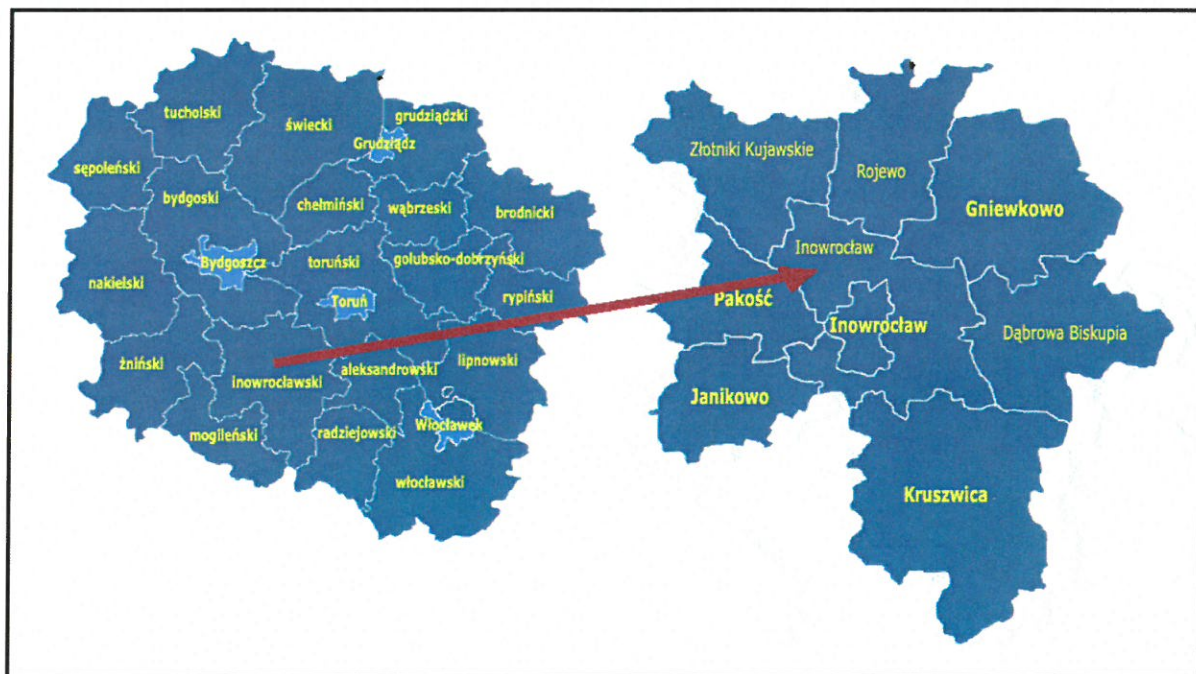 tucholski
świecki
grudziądzki
Grudziądz
sępoleński
bydgoski
chełmiński
wąbrzeski
brodnicki
Bydgoszcz
toruński
golubsko-dobrzyński
nakielski
Toruń
rypiński
żniński
inowrocławski
aleksandrowski
lipnowski
mogileński
radziejowski
Włocławek
włocławski
Złotniki Kujawskie
Rojewo
Gniewkowo
Inowrocław
Pakość
Inowrocław
Dąbrowa Biskupia
Janikowo
Kruszwica